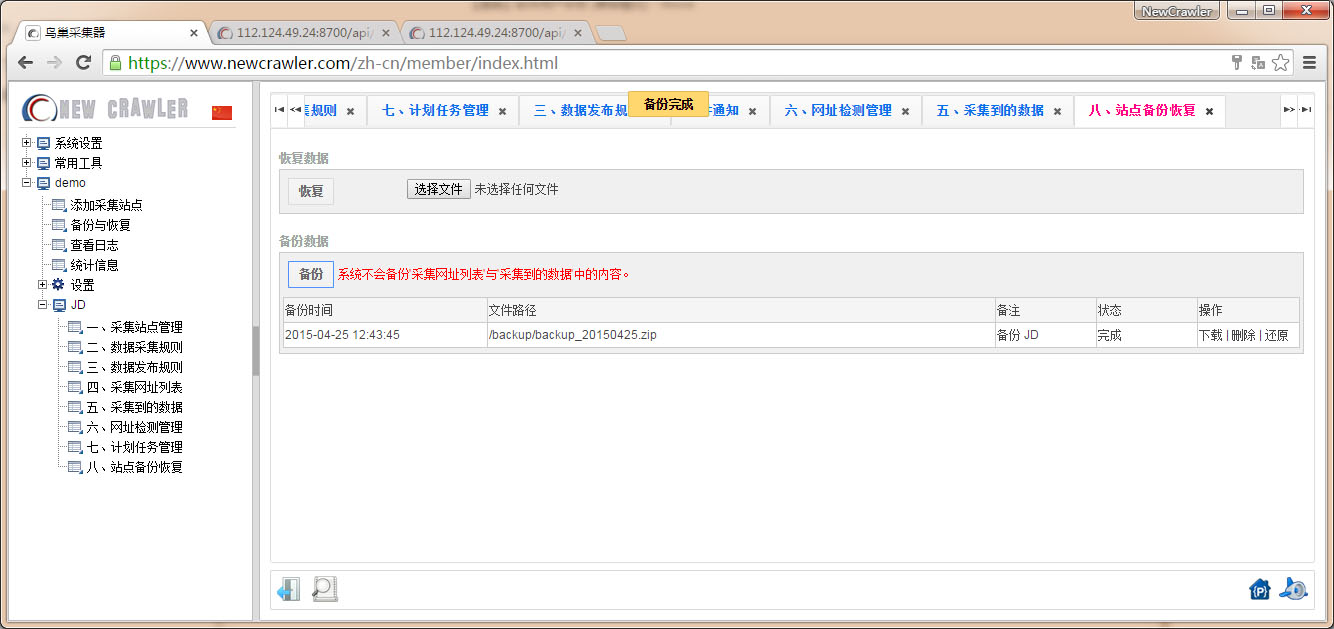 NewCrawler
鸟巢采集器
112.124.49.24:8700/api/
112.124.49.24:8700/api/
https://www.newcrawler.com/zh-cn/member/index.html
NEW CRAWLER
系统设置
常用工具
demo
添加采集站点
备份与恢复
查看日志
统计信息
设置
JD
一、采集站点管理
二、数据采集规则
三、数据发布规则
四、采集网址列表
五、采集到的数据
六、网址检测管理
七、计划任务管理
八、站点备份恢复
规则
七、计划任务管理
三、数据发布规
备份完成
通知
六、网址检测管理
五、采集到的数据
八、站点备份恢复
恢复数据
恢复
选择文件 未选择任何文件
备份数据
备份 系统不会备份'采集网址列表'与'采集到的数据'中的内容。
备份时间 文件路径 备注 状态 操作
2015-04-25 12:43:45 /backup/backup_20150425.zip 备份 JD 完成 下载 | 删除 | 还原